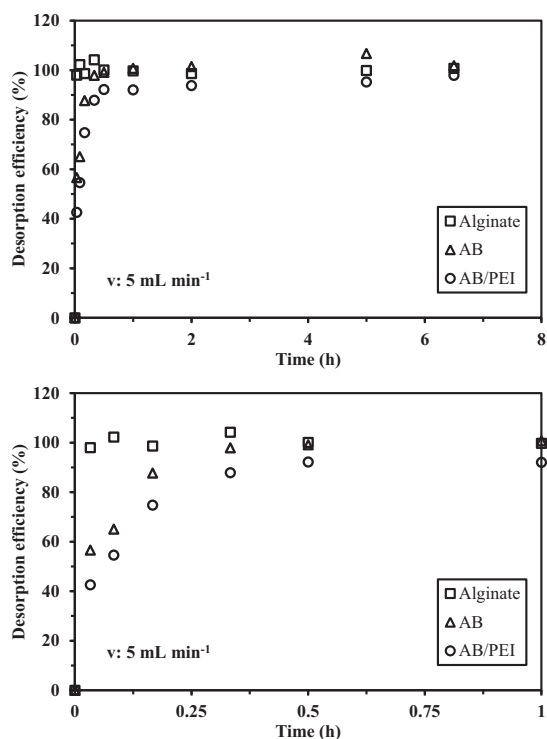 120
100
80
60
40
20
0
Desorption efficiency (%)
Alginate
AB
AB/PEI
v: 5 mL min⁻¹
0 2 4 6 8
Time (h)
120
100
80
60
40
20
0
Desorption efficiency (%)
Alginate
AB
AB/PEI
v: 5 mL min⁻¹
0 0.25 0.5 0.75 1
Time (h)